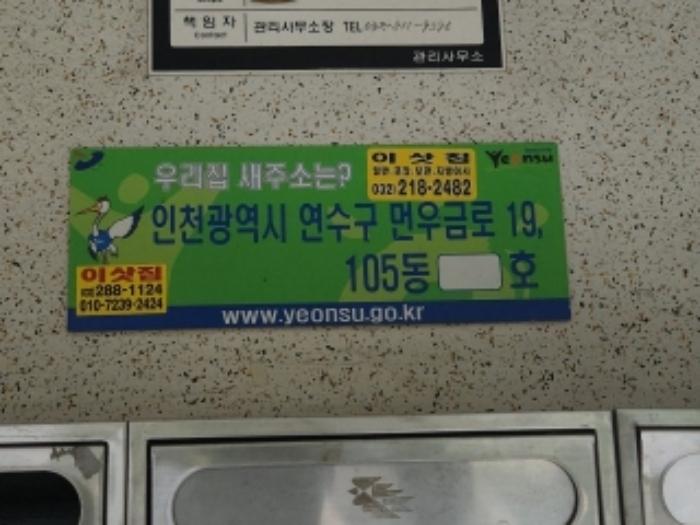 책임자 관리사무소장 TEL
Contact
관리사무소
우리집 새주소는?
이삿짐
(032) 218-2482
Yeonsu
인천광역시 연수구 먼우금로 19,
105동 호
이삿짐
288-1124
010-7239-2424
www.yeonsu.go.kr